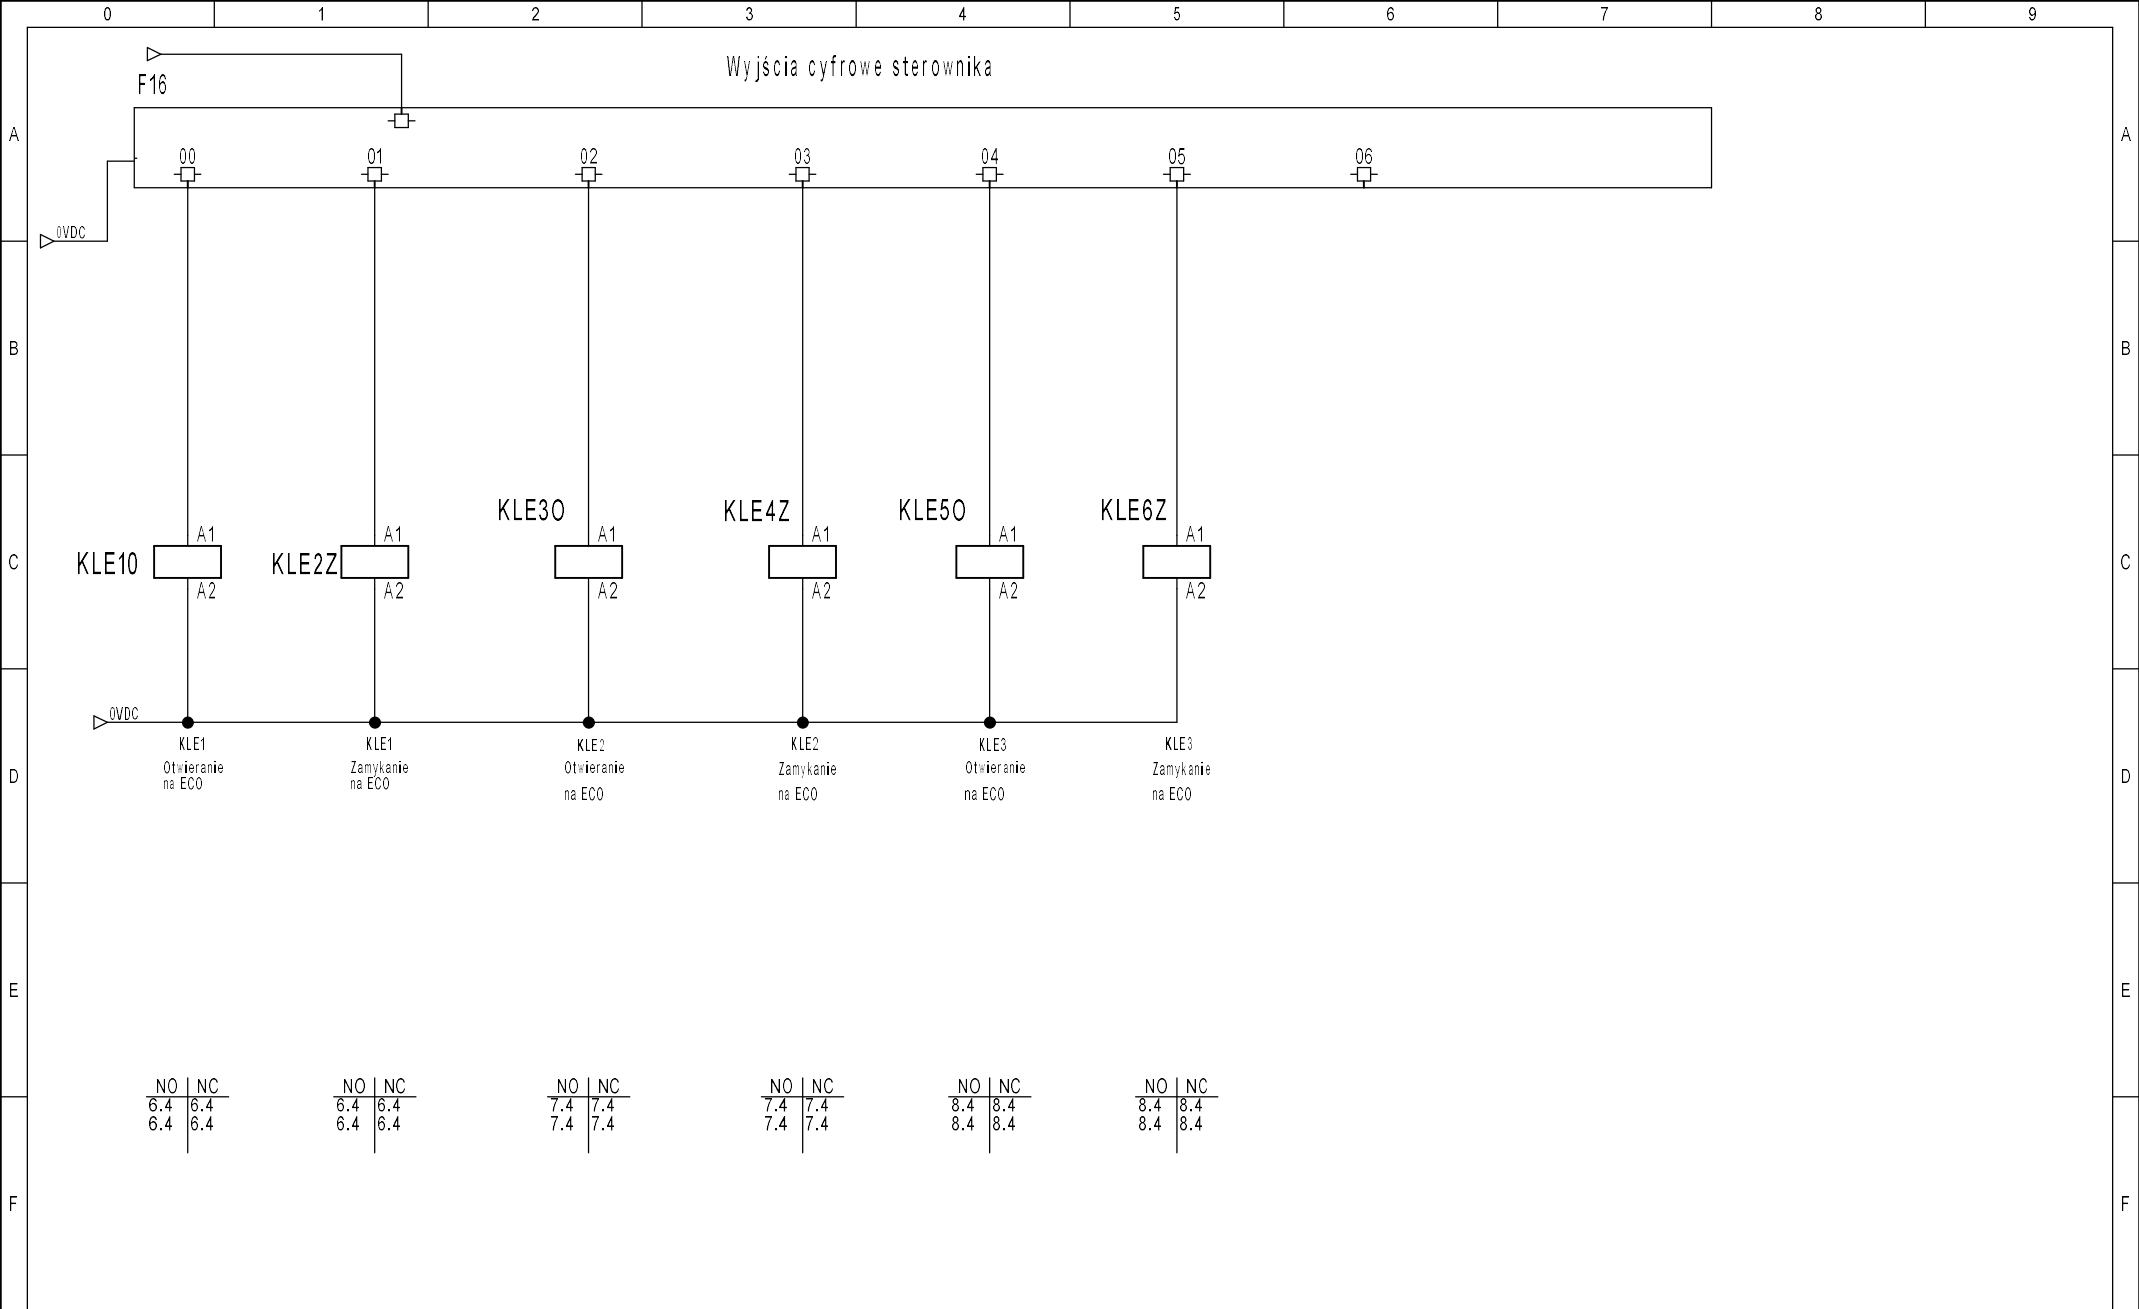 0 1 2 3 4 5 6 7 8 9
Wyjścia cyfrowe sterownika
F16
A A
00 01 02 03 04 05 06
0VDC
B B
KLE3O KLE4Z KLE5O KLE6Z
A1 A1 A1 A1 A1 A1
C KLE10 KLE2Z C
A2 A2 A2 A2 A2 A2
0VDC
KLE1 KLE1 KLE2 KLE2 KLE3 KLE3
Otwieranie Zamykanie Otwieranie Zamykanie Otwieranie Zamykanie
D D
na ECO na ECO na ECO na ECO na ECO na ECO
E E
NO NC NO NC NO NC NO NC NO NC NO NC
6.4 6.4 6.4 6.4 7.4 7.4 7.4 7.4 8.4 8.4 8.4 8.4
6.4 6.4 6.4 6.4 7.4 7.4 7.4 7.4 8.4 8.4 8.4 8.4
F F